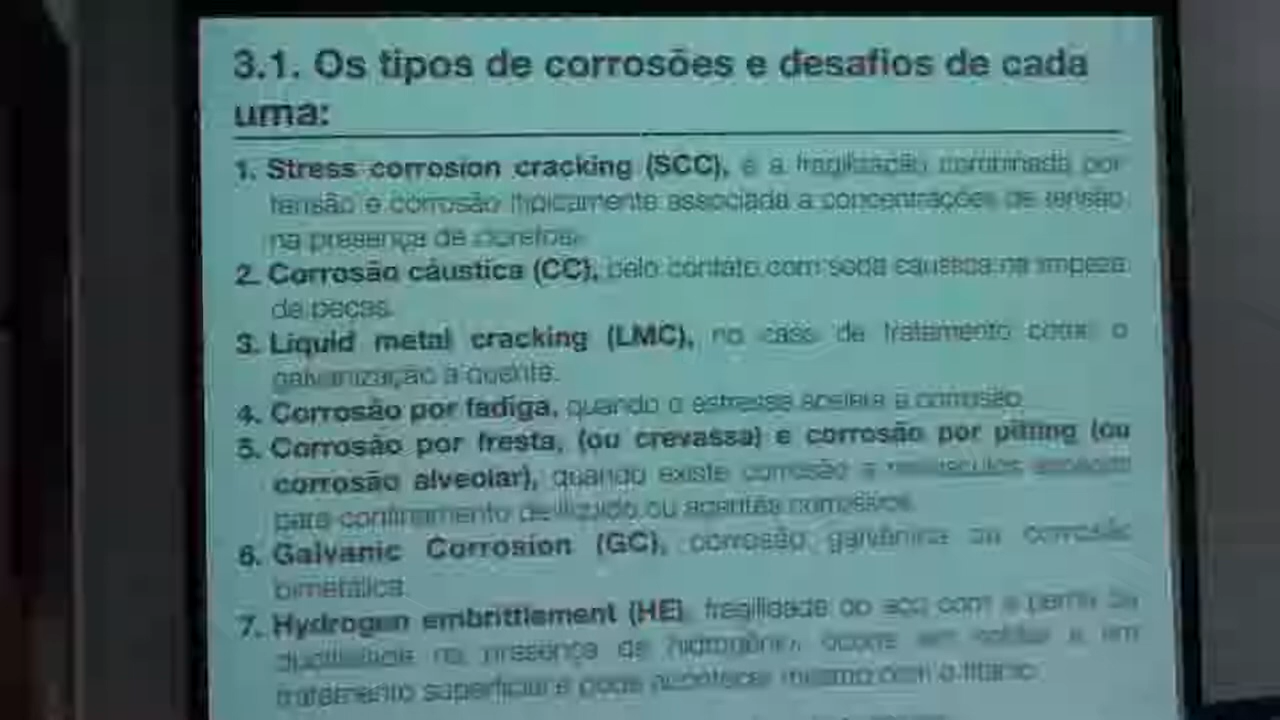 3.1. Os tipos de corrosões e desafios de cada
uma:
1. Stress corrosion cracking (SCC), é a fragilização combinada por
tensão e corrosão tipicamente associada a concentrações de tensão
na presença de cloretos.
2. Corrosão cáustica (CC), pelo contato com soda cáustica na limpeza
de peças.
3. Liquid metal cracking (LMC), no caso de tratamento como o
galvanização a quente.
4. Corrosão por fadiga, quando o estresse acelera a corrosão
5. Corrosão por fresta, (ou crevassa) e corrosão por pitting (ou
corrosão alveolar), quando existe corrosão
para confinamento de líquido ou agentes corrosivos.
6. Galvanic Corrosion (GC), corrosão galvânica ou corrosão
bimetálica.
7. Hydrogen embrittlement (HE), fragilidade do aço com a perda da
ductilidade na presença de hidrogênio, ocorre em soldas e em
tratamento superficial e pode acontecer mesmo com o titânio.